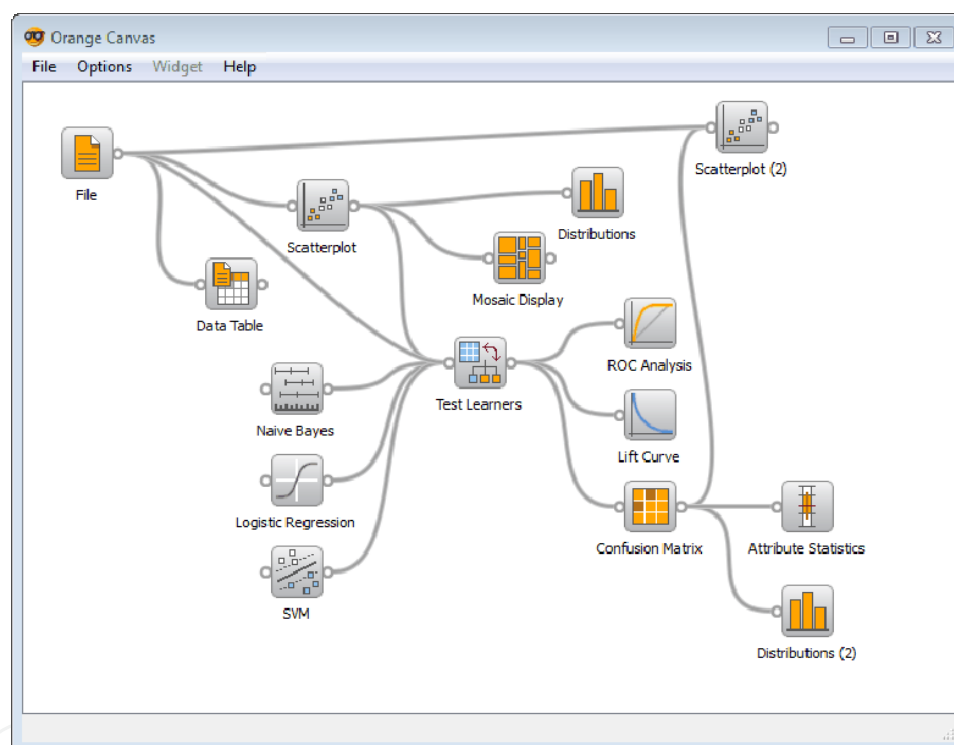 Orange Canvas
File Options Widget Help
File
Scatterplot (2)
Scatterplot
Distributions
Mosaic Display
Data Table
ROC Analysis
Test Learners
Naive Bayes
Lift Curve
Logistic Regression
Confusion Matrix
Attribute Statistics
SVM
Distributions (2)